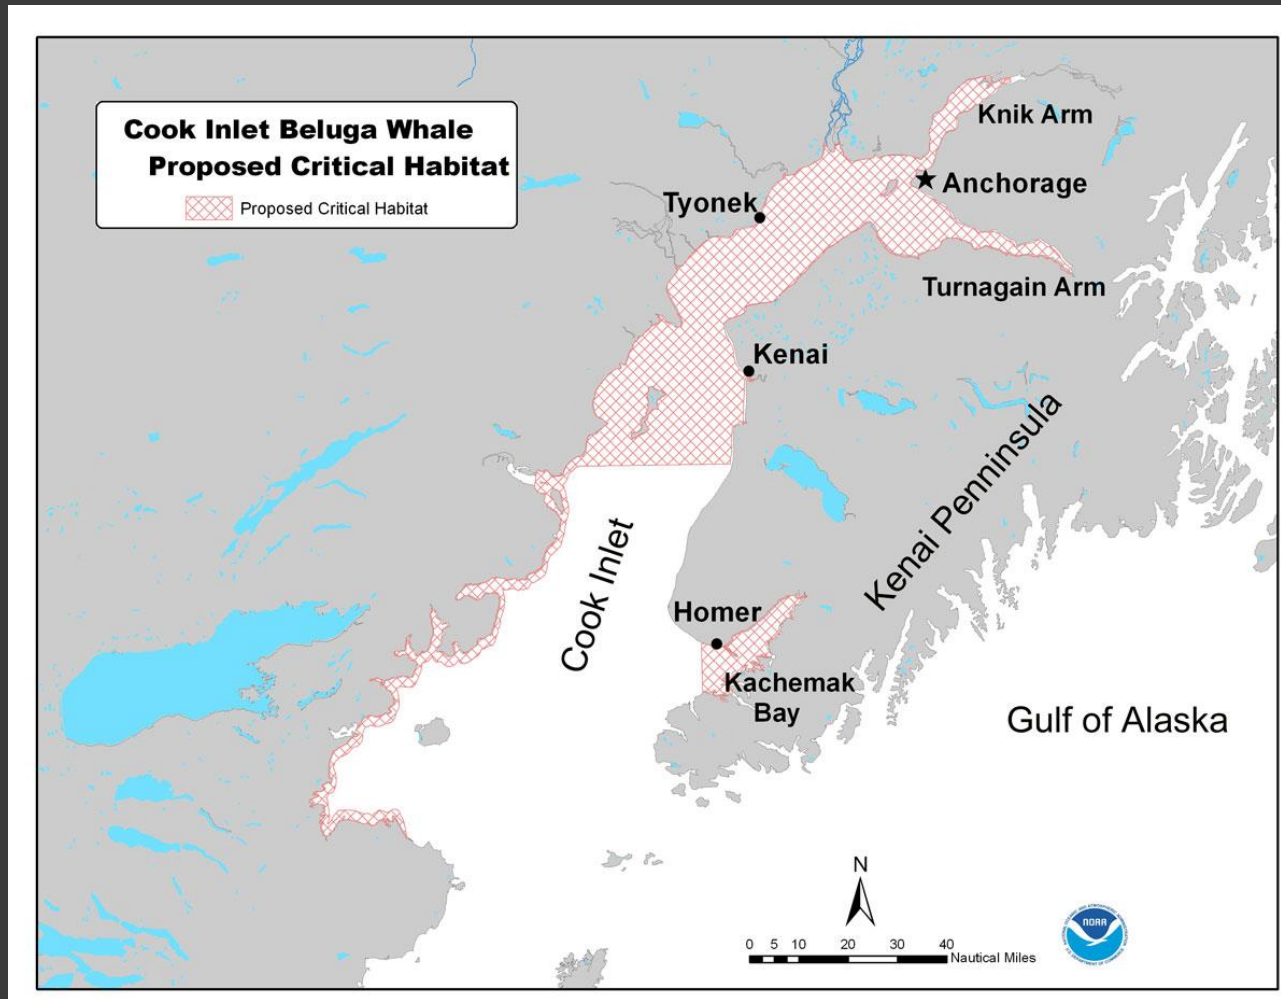 Cook Inlet Beluga Whale
Proposed Critical Habitat
Proposed Critical Habitat
Knik Arm
Anchorage
Tyonek
Turnagain Arm
Kenai
Kenai Penninsula
Cook Inlet
Homer
Kachemak
Bay
Gulf of Alaska
N
0 5 10 20 30 40
Nautical Miles
NOAA